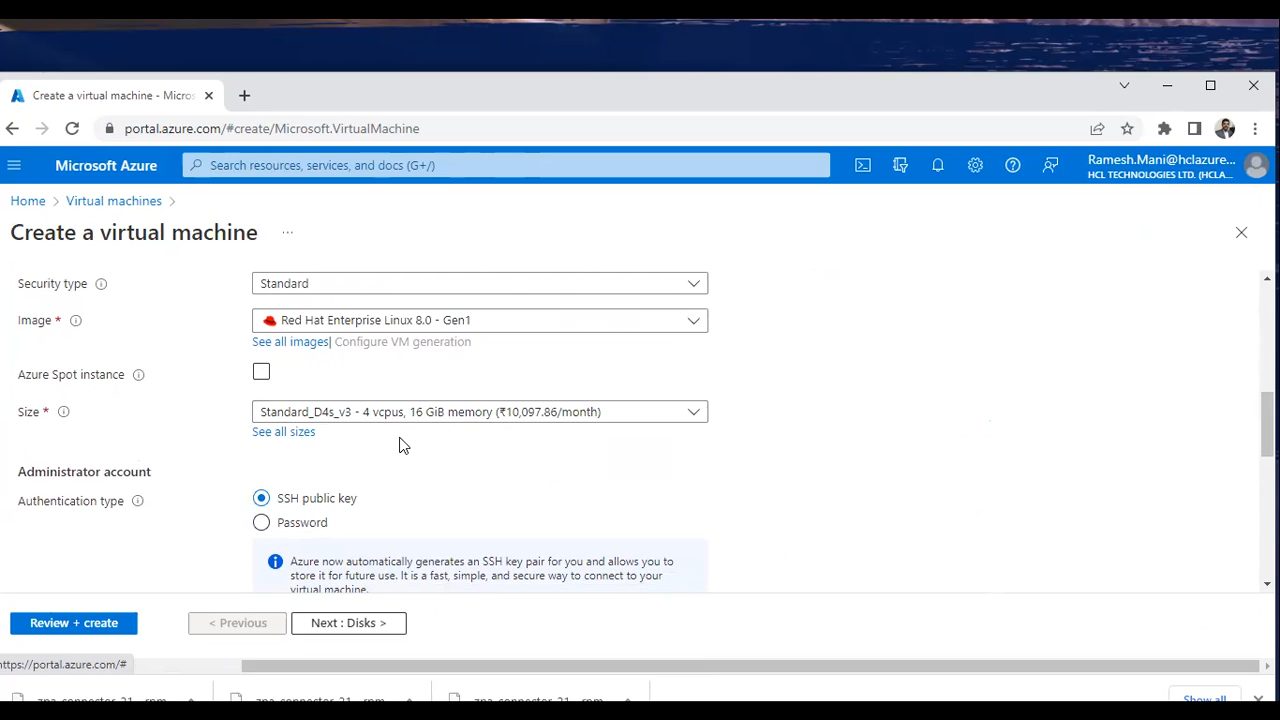 Create a virtual machine - Micros
portal.azure.com/#create/Microsoft.VirtualMachine
Microsoft Azure
Search resources, services, and docs (G+/)
Ramesh.Mani@hclazure...
HCL TECHNOLOGIES LTD. (HCLA...
Home > Virtual machines >
Create a virtual machine ...
Security type
Standard
Image *
Red Hat Enterprise Linux 8.0 - Gen1
See all images| Configure VM generation
Azure Spot instance
Size *
Standard_D4s_v3 - 4 vcpus, 16 GiB memory (₹10,097.86/month)
See all sizes
Administrator account
Authentication type
SSH public key
Password
Azure now automatically generates an SSH key pair for you and allows you to
store it for future use. It is a fast, simple, and secure way to connect to your
virtual machine.
Review + create
< Previous
Next : Disks >
https://portal.azure.com/#
Show all